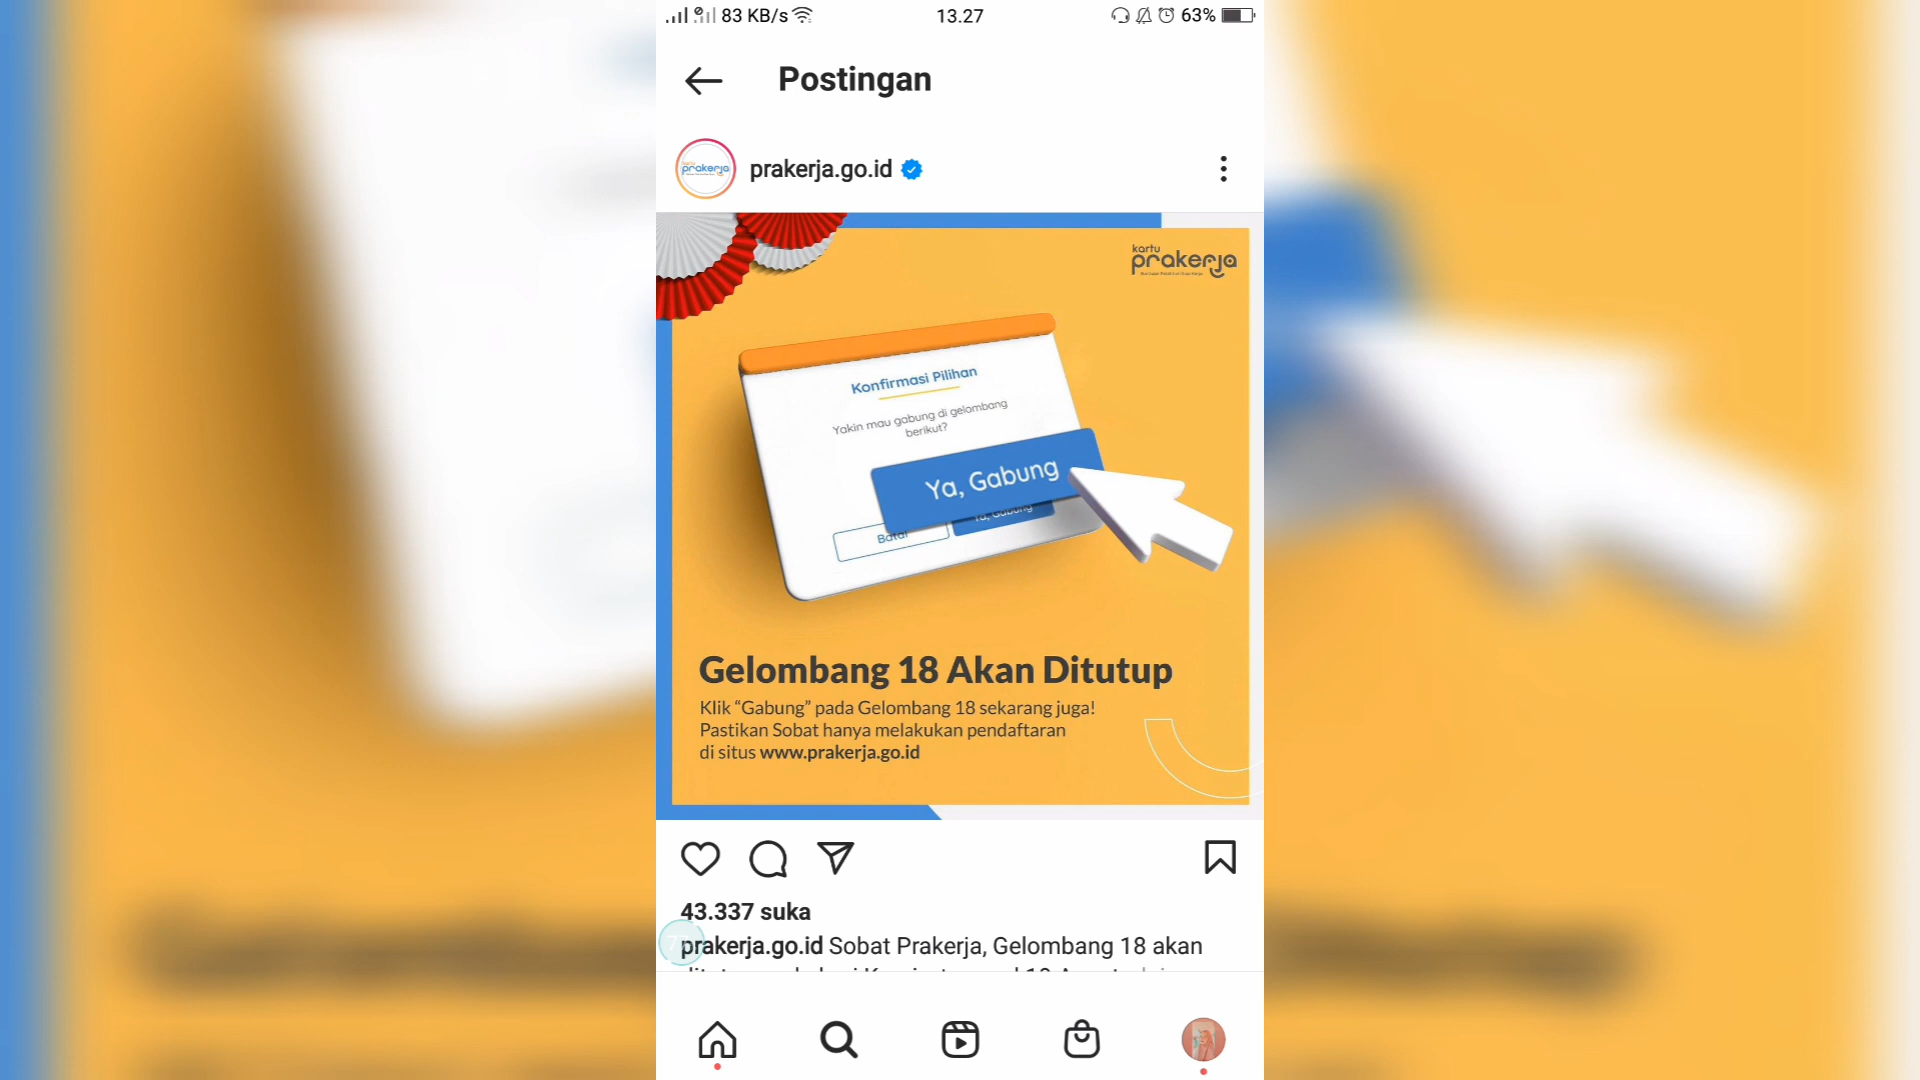 83 KB/s 13.27 63%
Postingan
prakerja.go.id
kartu
prakerja
Konfirmasi Pilihan
Yakin mau gabung di gelombang
berikut?
Ya, Gabung
Batal Ya, Gabung
Gelombang 18 Akan Ditutup
Klik “Gabung” pada Gelombang 18 sekarang juga!
Pastikan Sobat hanya melakukan pendaftaran
di situs www.prakerja.go.id
43.337 suka
prakerja.go.id Sobat Prakerja, Gelombang 18 akan